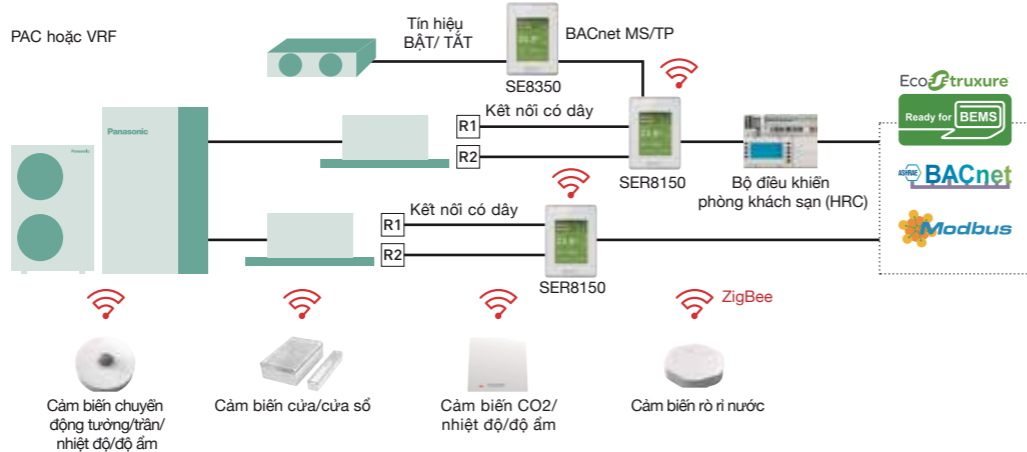 PAC hoặc VRF
Tín hiệu
BẬT/ TẮT
BACnet MS/TP
SE8350
EcoStruxure
Ready for BEMS
Panasonic
Panasonic
Kết nối có dây
R1
R2
SER8150
Bộ điều khiển
phòng khách sạn (HRC)
ASHRAE BACnet
Modbus
Kết nối có dây
R1
R2
SER8150
ZigBee
Cảm biến chuyển
động tường/trần/
nhiệt độ/độ ẩm
Cảm biến cửa/cửa sổ
Cảm biến CO2/
nhiệt độ/độ ẩm
Cảm biến rò rỉ nước